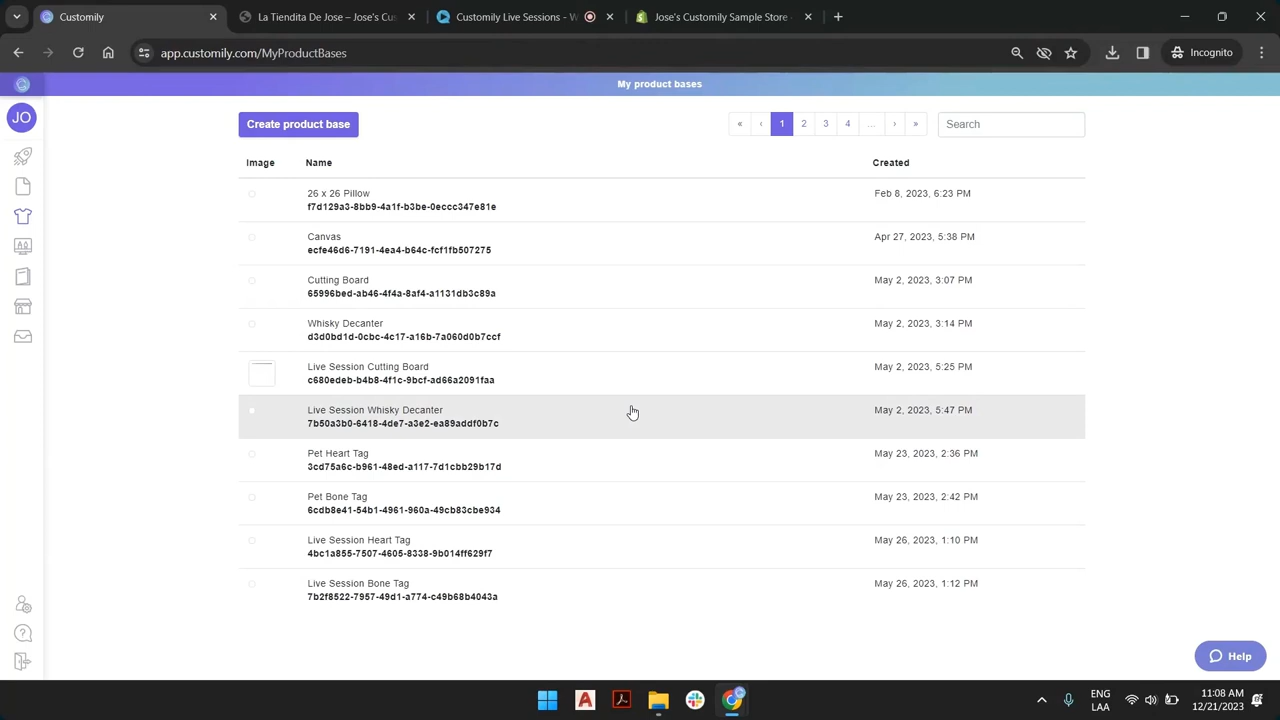 Customily
La Tiendita De Jose – Jose's Cu
Customily Live Sessions - W
Jose's Customily Sample Store -
app.customily.com/MyProductBases
Incognito
My product bases
JO
Create product base
« ‹ 1 2 3 4 ... › »
Search
Image Name Created
26 x 26 Pillow Feb 8, 2023, 6:23 PM
f7d129a3-8bb9-4a1f-b3be-0eccc347e81e
Canvas Apr 27, 2023, 5:38 PM
ecfe46d6-7191-4ea4-b64c-fcf1fb507275
Cutting Board May 2, 2023, 3:07 PM
65996bed-ab46-4f4a-8af4-a1131db3c89a
Whisky Decanter May 2, 2023, 3:14 PM
d3d0bd1d-0cbc-4c17-a16b-7a060d0b7ccf
Live Session Cutting Board May 2, 2023, 5:25 PM
c680edeb-b4b8-4f1c-9bcf-ad66a2091faa
Live Session Whisky Decanter May 2, 2023, 5:47 PM
7b50a3b0-6418-4de7-a3e2-ea89addf0b7c
Pet Heart Tag May 23, 2023, 2:36 PM
3cd75a6c-b961-48ed-a117-7d1cbb29b17d
Pet Bone Tag May 23, 2023, 2:42 PM
6cdb8e41-54b1-4961-960a-49cb83cbe934
Live Session Heart Tag May 26, 2023, 1:10 PM
4bc1a855-7507-4605-8338-9b014ff629f7
Live Session Bone Tag May 26, 2023, 1:12 PM
7b2f8522-7957-49d1-a774-c49b68b4043a
Help
ENG
LAA
11:08 AM
12/21/2023